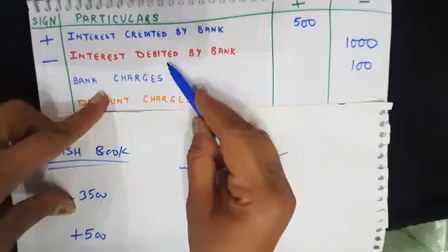 SIGN PARTICULARS + -
+ INTEREST CREDITED BY BANK 500
- INTEREST DEBITED BY BANK 1000
BANK CHARGES 100
CHARGES
BOOK
3500
+500